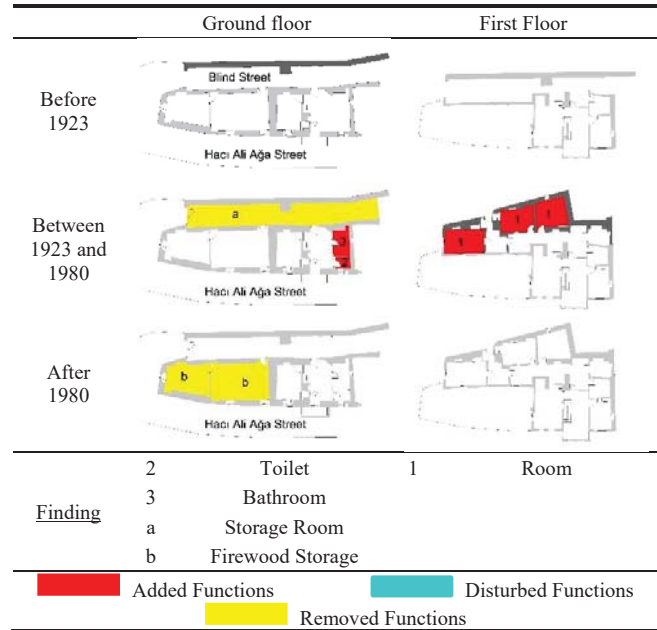 Ground floor First Floor
Before
1923
Blind Street
Hacı Ali Ağa Street
Between
1923 and
1980
a
3
2
Hacı Ali Ağa Street
1 1
1
After
1980
b b
Hacı Ali Ağa Street
Finding
2 Toilet 1 Room
3 Bathroom
a Storage Room
b Firewood Storage
Added Functions Disturbed Functions
Removed Functions